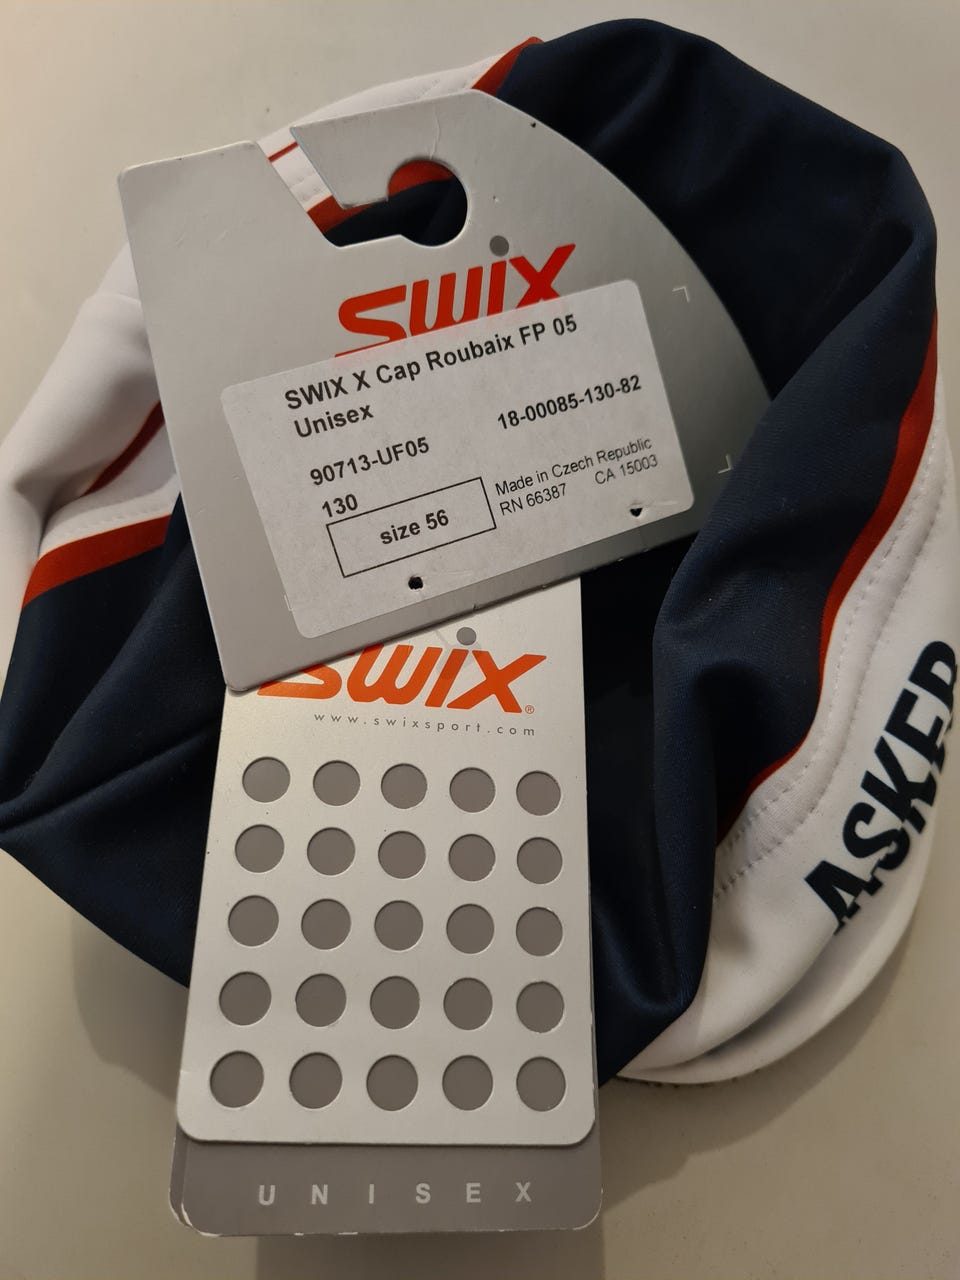 swix
SWIX X Cap Roubaix FP 05
Unisex
90713-UF05 18-00085-130-82
130
size 56
Made in Czech Republic
RN 66387 CA 15003
swix®
www.swixsport.com
UNISEX
ASKER